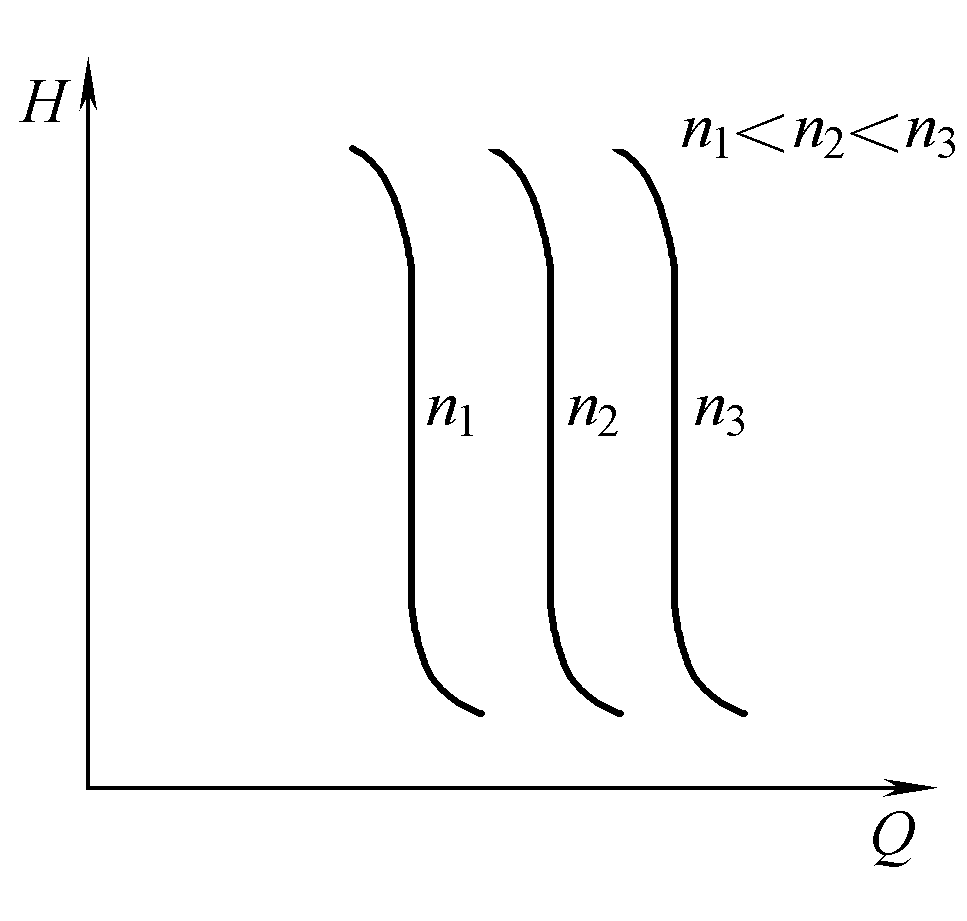 H
n₁<n₂<n₃
n₁ n₂ n₃
Q